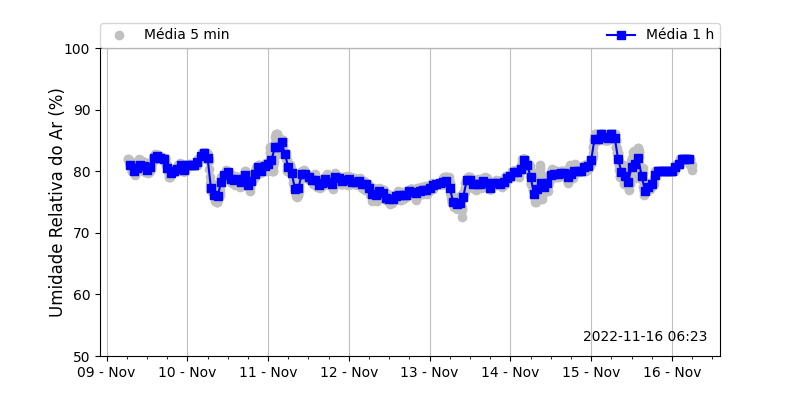 Média 5 min
Média 1 h
Umidade Relativa do Ar (%)
100
90
80
70
60
50
2022-11-16 06:23
09 - Nov
10 - Nov
11 - Nov
12 - Nov
13 - Nov
14 - Nov
15 - Nov
16 - Nov